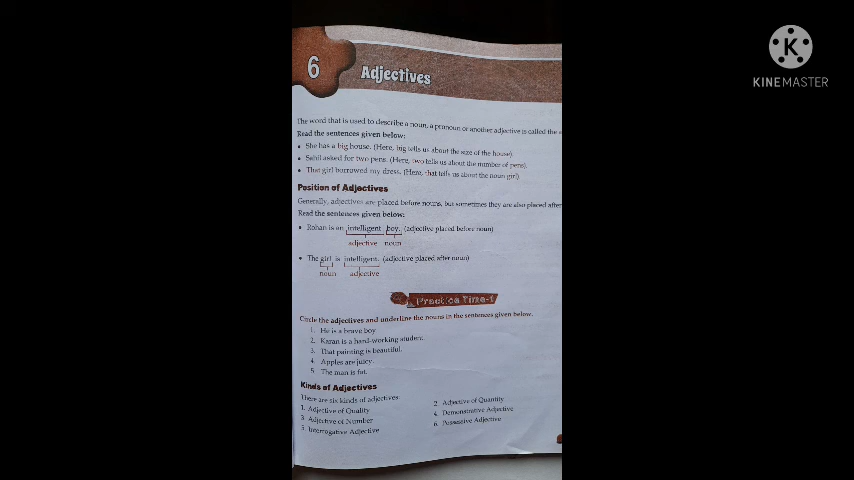 K
KINEMASTER
6
Adjectives
The word that is used to describe a noun, a pronoun or another adjective is called the
Read the sentences given below:
• She has a big house. (Here, big tells us about the size of the house).
• Sahil asked for two pens. (Here, two tells us about the number of pens).
• That girl borrowed my dress. (Here, that tells us about the noun girl)
Position of Adjectives
Generally, adjectives are placed before nouns, but sometimes they are also placed after
Read the sentences given below:
• Rohan is an intelligent boy. (adjective placed before noun)
adjective noun
• The girl is intelligent. (adjective placed after noun)
noun adjective
Practice Time-1
Circle the adjectives and underline the nouns in the sentences given below.
1. He is a brave boy
2. Karan is a hard-working student.
3. That painting is beautiful.
4. Apples are juicy.
5. The man is fat.
Kinds of Adjectives
There are six kinds of adjectives:
1. Adjective of Quality 2. Adjective of Quantity
3. Adjective of Number 4. Demonstrative Adjective
5. Interrogative Adjective 6. Possessive Adjective